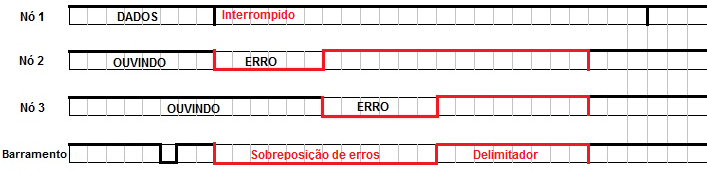 Nó 1 DADOS Interrompido
Nó 2 OUVINDO ERRO
Nó 3 OUVINDO ERRO
Barramento Sobreposição de erros Delimitador